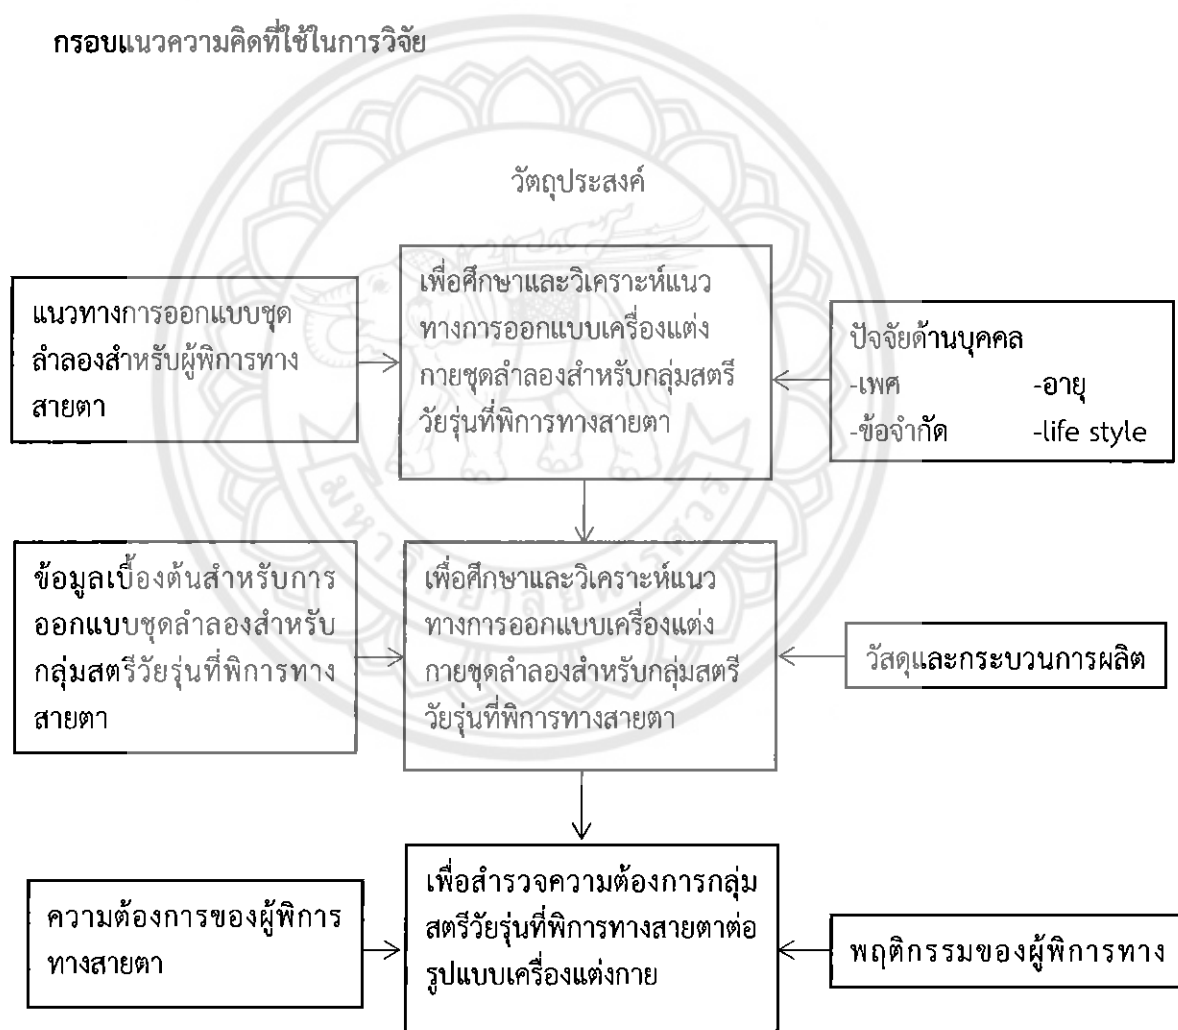 กรอบแนวความคิดที่ใช้ในการวิจัย
วัตถุประสงค์
แนวทางการออกแบบชุด
ลำลองสำหรับผู้พิการทาง
สายตา
เพื่อศึกษาและวิเคราะห์แนว
ทางการออกแบบเครื่องแต่ง
กายชุดลำลองสำหรับกลุ่มสตรี
วัยรุ่นที่พิการทางสายตา
ปัจจัยด้านบุคคล
-เพศ -อายุ
-ข้อจำกัด -life style
ข้อมูลเบื้องต้นสำหรับการ
ออกแบบชุดลำลองสำหรับ
กลุ่มสตรีวัยรุ่นที่พิการทาง
สายตา
เพื่อศึกษาและวิเคราะห์แนว
ทางการออกแบบเครื่องแต่ง
กายชุดลำลองสำหรับกลุ่มสตรี
วัยรุ่นที่พิการทางสายตา
วัสดุและกระบวนการผลิต
ความต้องการของผู้พิการ
ทางสายตา
เพื่อสำรวจความต้องการกลุ่ม
สตรีวัยรุ่นที่พิการทางสายตาต่อ
รูปแบบเครื่องแต่งกาย
พฤติกรรมของผู้พิการทาง